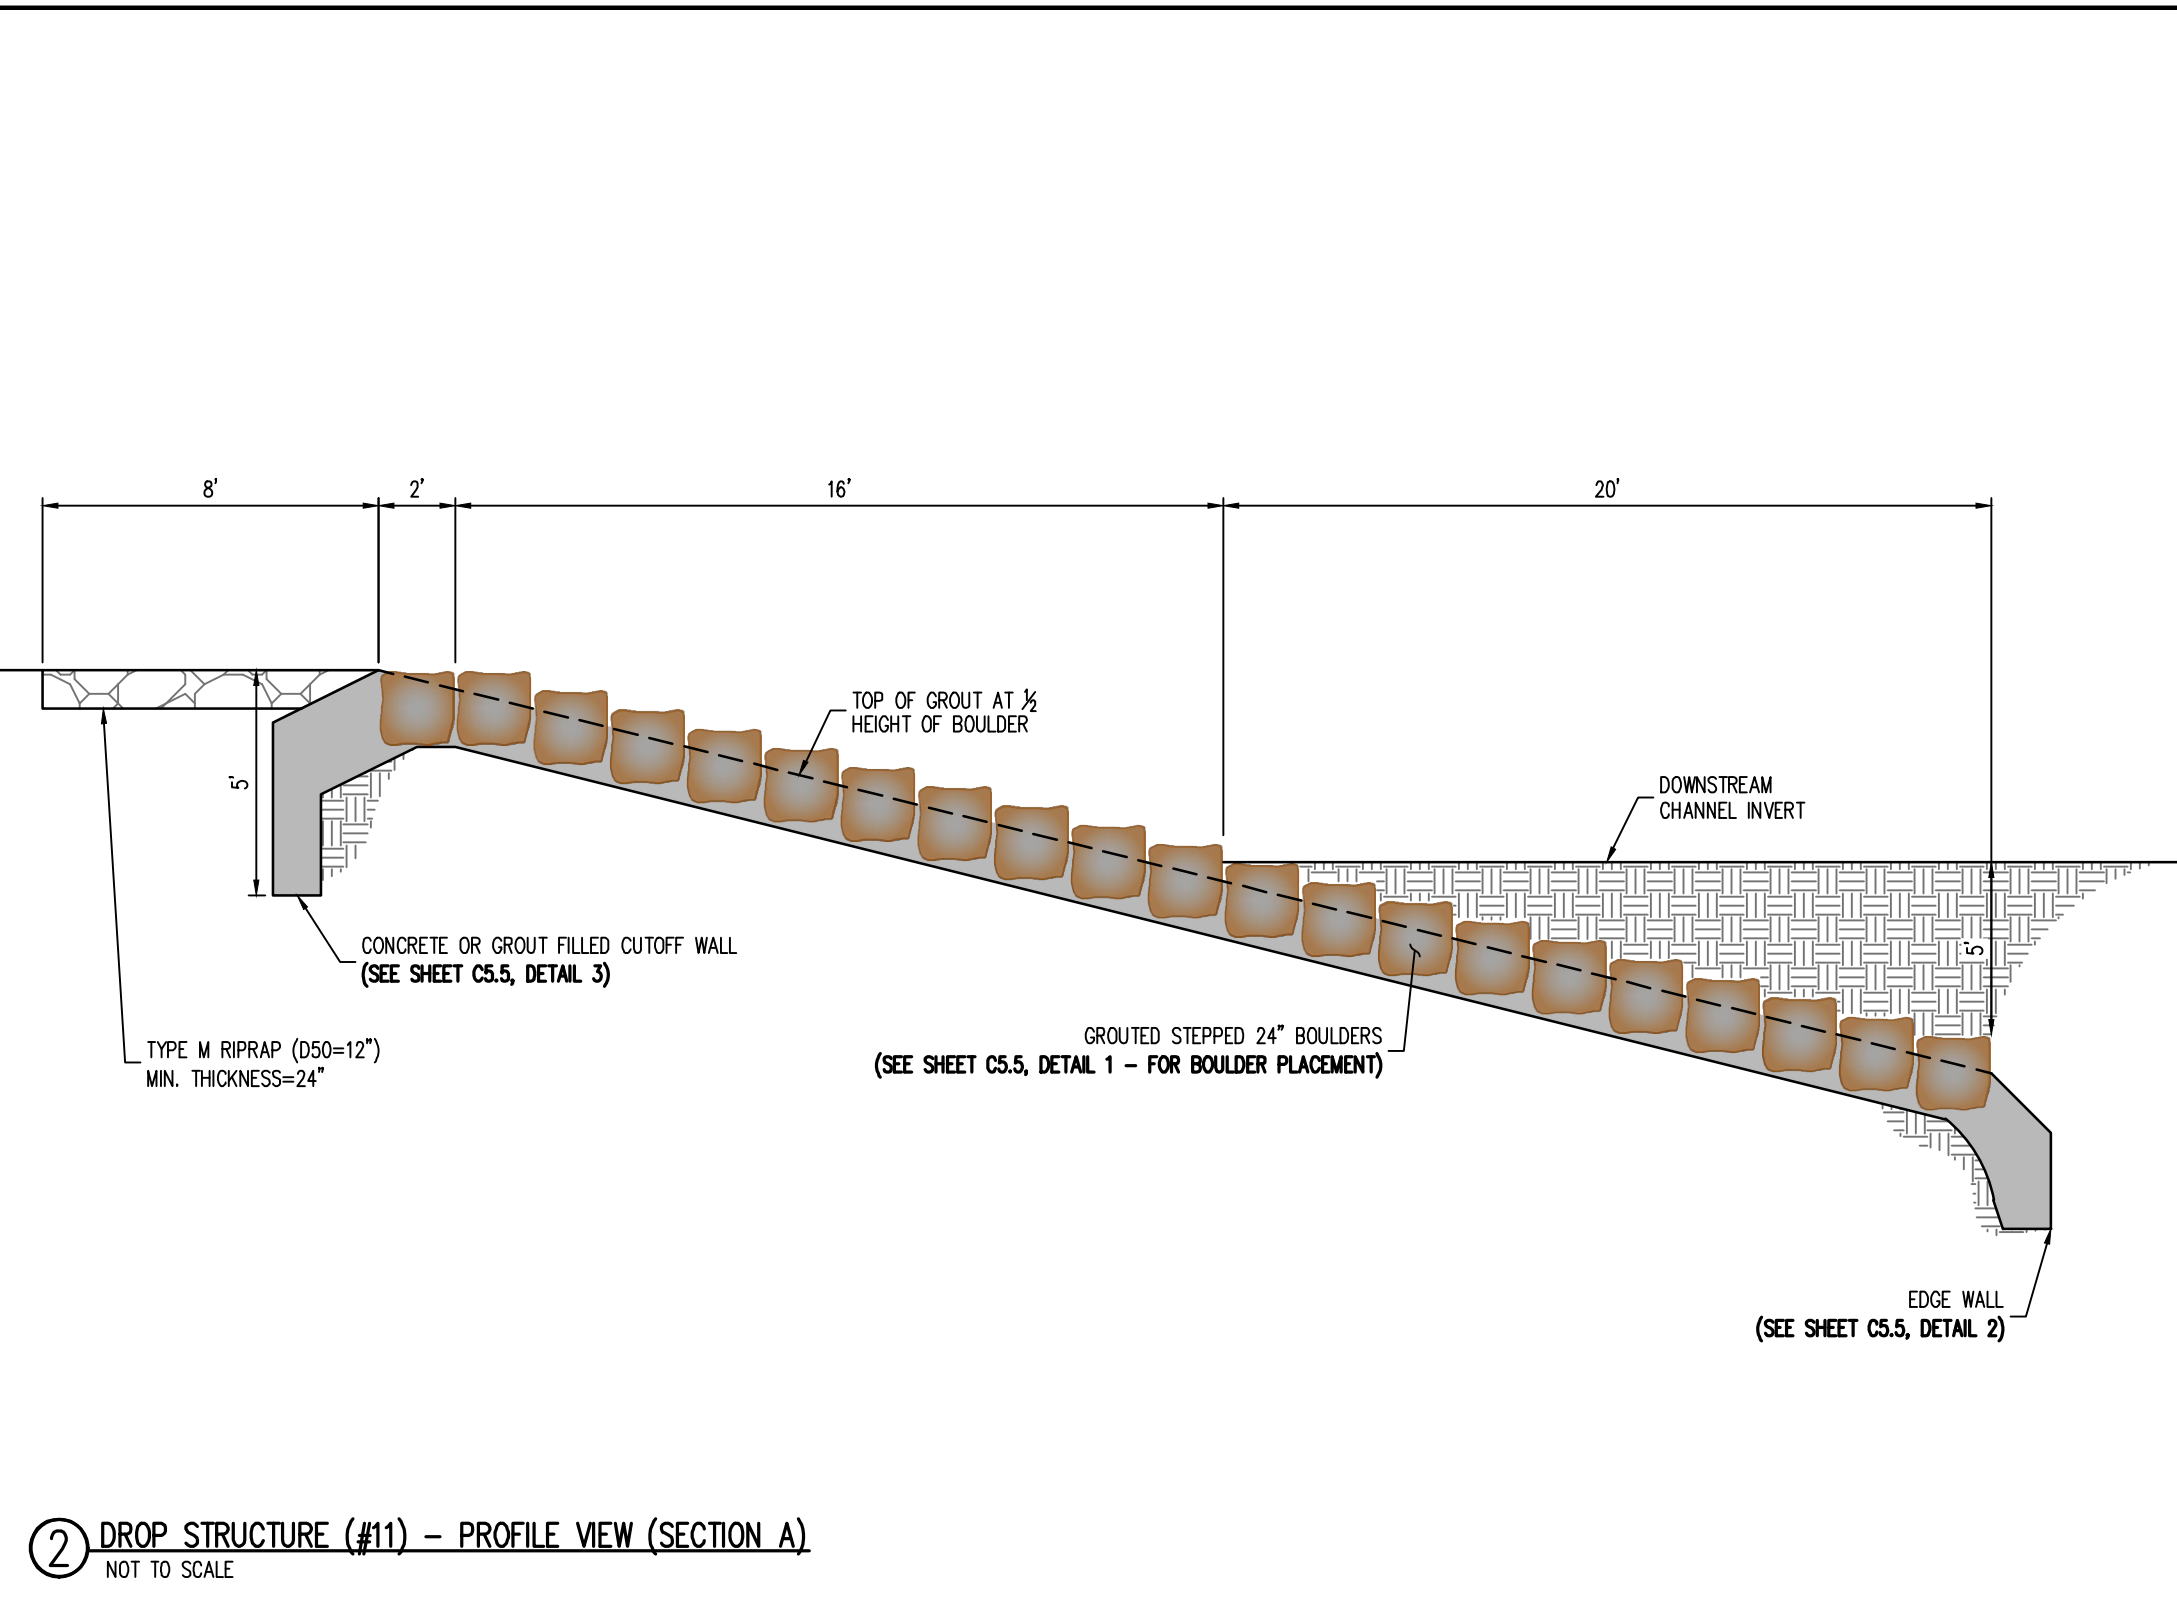 8' 2' 16' 20'
TOP OF GROUT AT ½
HEIGHT OF BOULDER
5'
DOWNSTREAM
CHANNEL INVERT
5'
CONCRETE OR GROUT FILLED CUTOFF WALL
(SEE SHEET C5.5, DETAIL 3)
TYPE M RIPRAP (D50=12")
MIN. THICKNESS=24"
GROUTED STEPPED 24" BOULDERS
(SEE SHEET C5.5, DETAIL 1 – FOR BOULDER PLACEMENT)
EDGE WALL
(SEE SHEET C5.5, DETAIL 2)
2 DROP STRUCTURE (#11) – PROFILE VIEW (SECTION A)
NOT TO SCALE